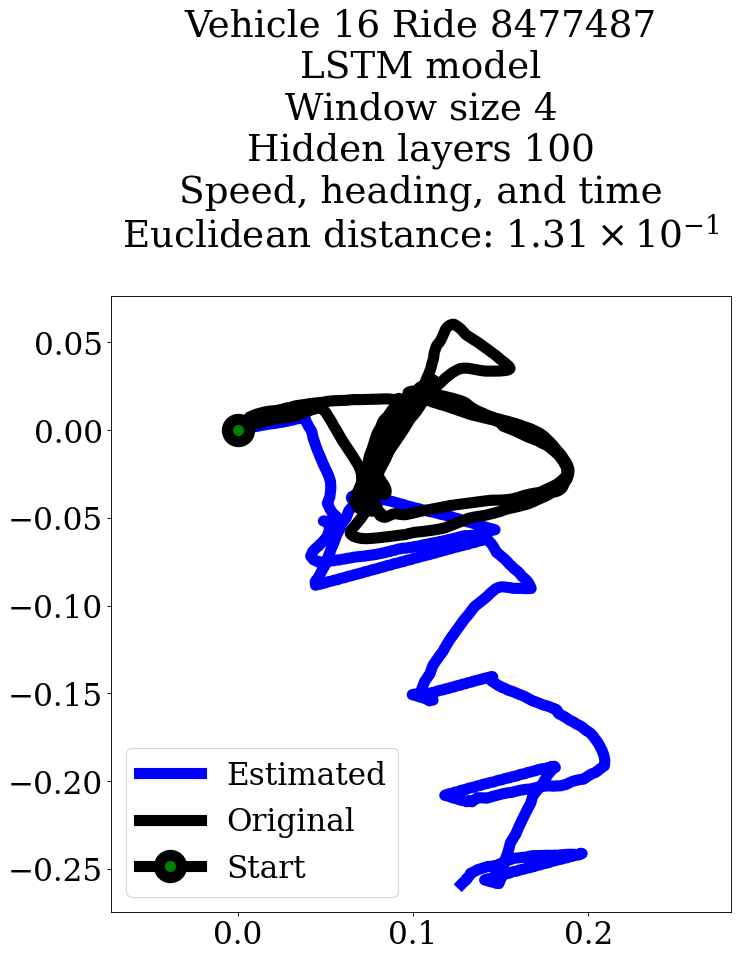 Vehicle 16 Ride 8477487
LSTM model
Window size 4
Hidden layers 100
Speed, heading, and time
Euclidean distance: 1.31 × 10⁻¹
0.05
0.00
−0.05
−0.10
−0.15
−0.20
−0.25
Estimated
Original
Start
0.0 0.1 0.2